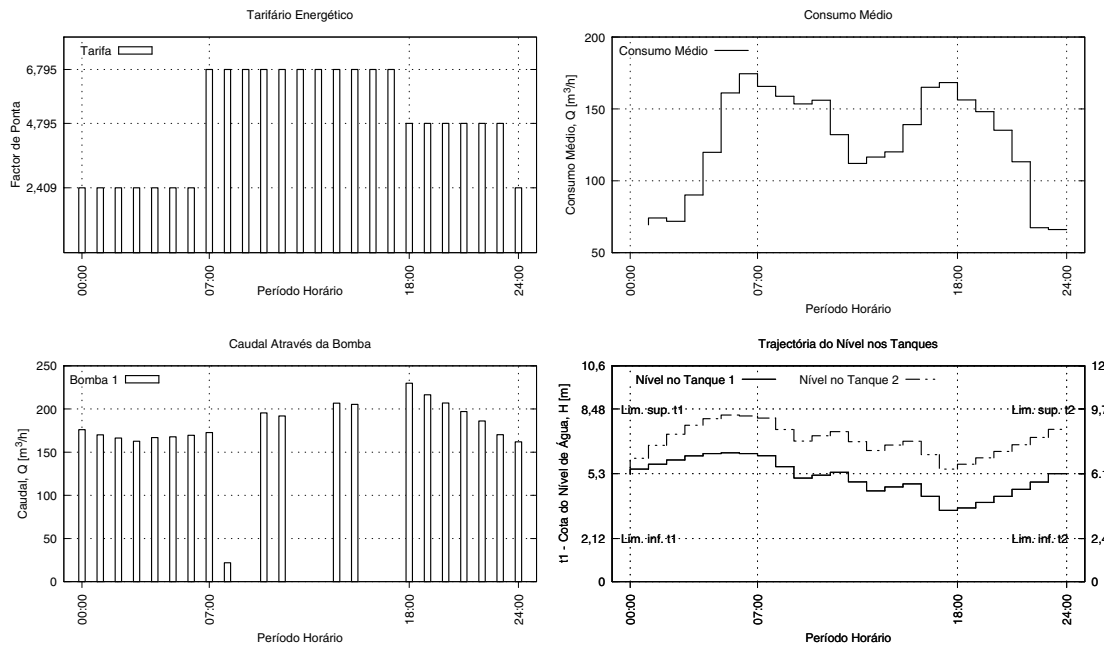 Tarifário Energético
Tarifa
6,795
4,795
2,409
Factor de Ponta
00:00
07:00
18:00
24:00
Período Horário
Consumo Médio
Consumo Médio
200
150
100
50
Consumo Médio, Q [m³/h]
00:00
07:00
18:00
24:00
Período Horário
Caudal Através da Bomba
Bomba 1
250
200
150
100
50
0
Caudal, Q [m³/h]
00:00
07:00
18:00
24:00
Período Horário
Trajectória do Nível nos Tanques
Nível no Tanque 1
Nível no Tanque 2
10,6
8,48
5,3
2,12
0
t1 - Cota do Nível de Água, H [m]
Lim. sup. t1
Lim. sup. t2
Lim. inf. t1
Lim. inf. t2
12
9,7
6.
2,4
0
00:00
07:00
18:00
24:00
Período Horário